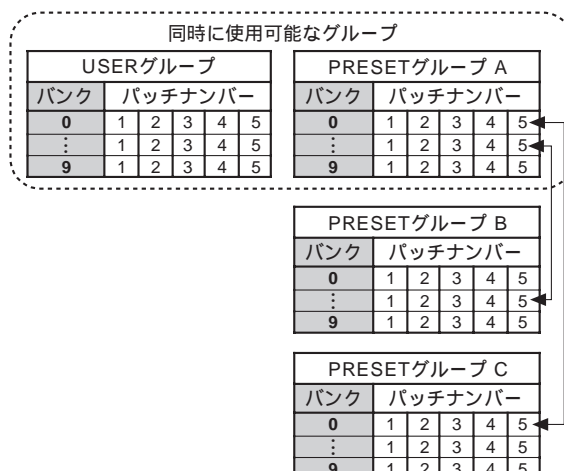 同時に使用可能なグループ
USERグループ
バンク パッチナンバー
0 1 2 3 4 5
⋮ 1 2 3 4 5
9 1 2 3 4 5
PRESETグループ A
バンク パッチナンバー
0 1 2 3 4 5
⋮ 1 2 3 4 5
9 1 2 3 4 5
PRESETグループ B
バンク パッチナンバー
0 1 2 3 4 5
⋮ 1 2 3 4 5
9 1 2 3 4 5
PRESETグループ C
バンク パッチナンバー
0 1 2 3 4 5
⋮ 1 2 3 4 5
9 1 2 3 4 5